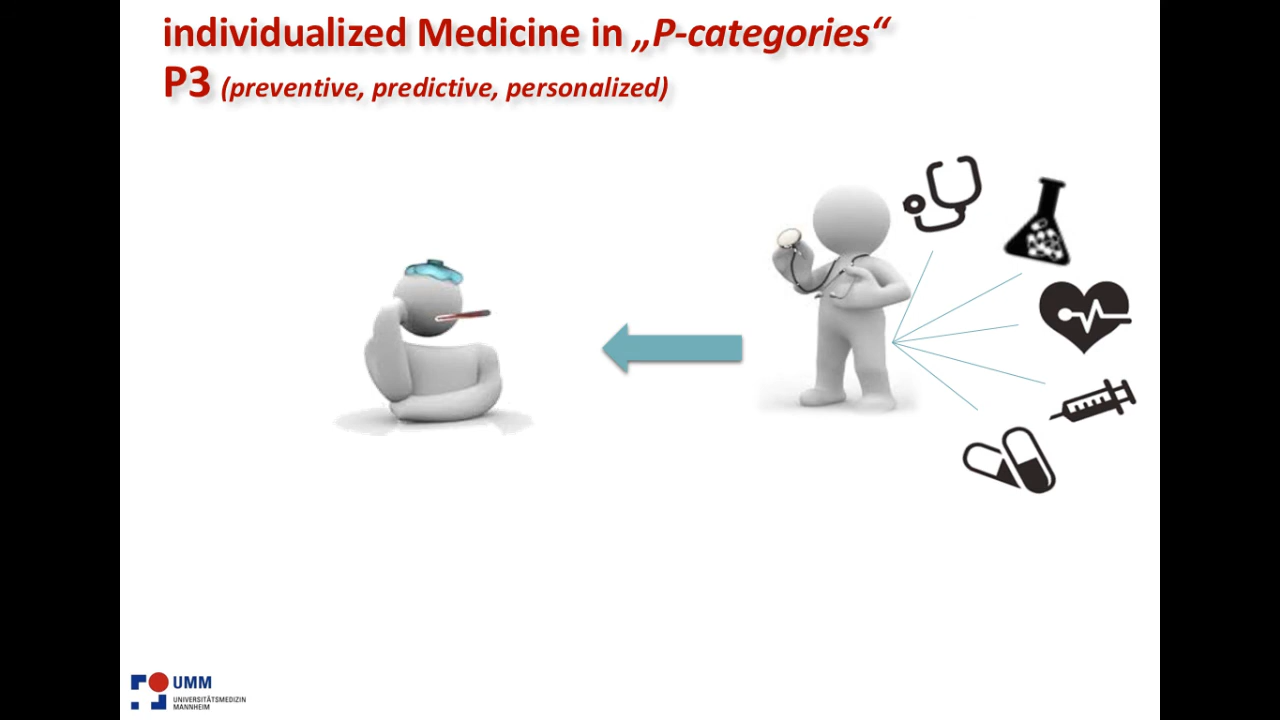 individualized Medicine in „P-categories“
P3 (preventive, predictive, personalized)
UMM
UNIVERSITÄTSMEDIZIN
MANNHEIM